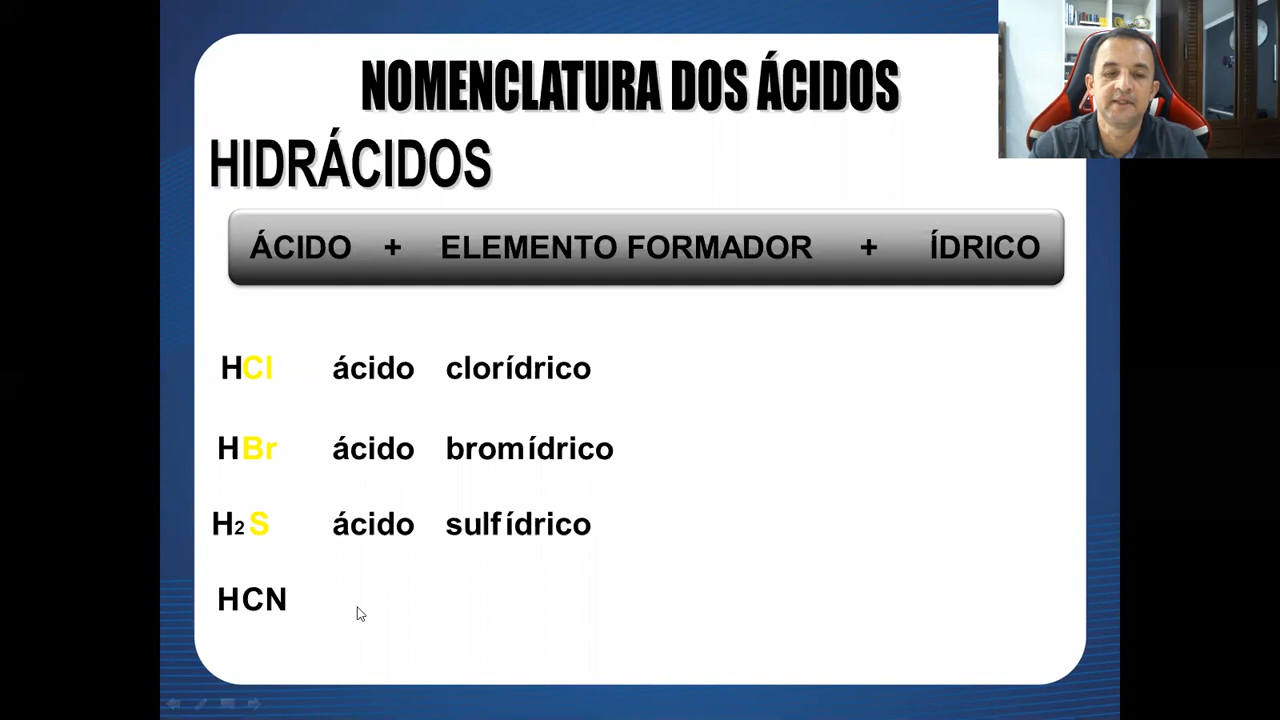 NOMENCLATURA DOS ÁCIDOS
HIDRÁCIDOS
ÁCIDO + ELEMENTO FORMADOR + ÍDRICO
HCl ácido clorídrico
HBr ácido bromídrico
H2S ácido sulfídrico
HCN